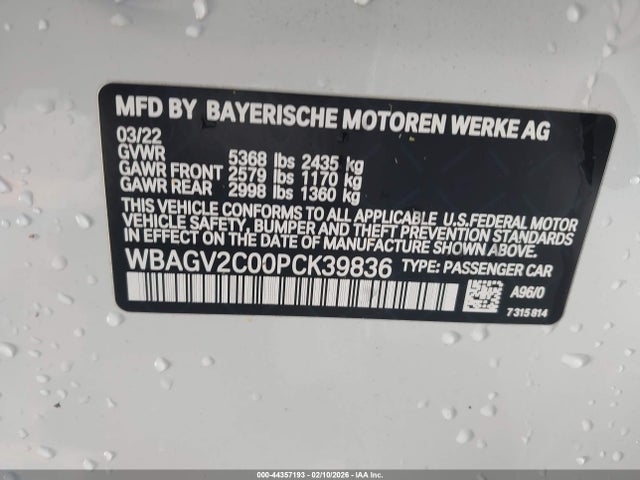 MFD BY BAYERISCHE MOTOREN WERKE AG
03/22
GVWR 5368 lbs 2435 kg
GAWR FRONT 2579 lbs 1170 kg
GAWR REAR 2998 lbs 1360 kg
THIS VEHICLE CONFORMS TO ALL APPLICABLE U.S.FEDERAL MOTOR
VEHICLE SAFETY, BUMPER AND THEFT PREVENTION STANDARDS
IN EFFECT ON THE DATE OF MANUFACTURE SHOWN ABOVE.
WBAGV2C00PCK39836 TYPE: PASSENGER CAR
A96/0
7315814
000-44357193 - 02/10/2026 - IAAI.COM